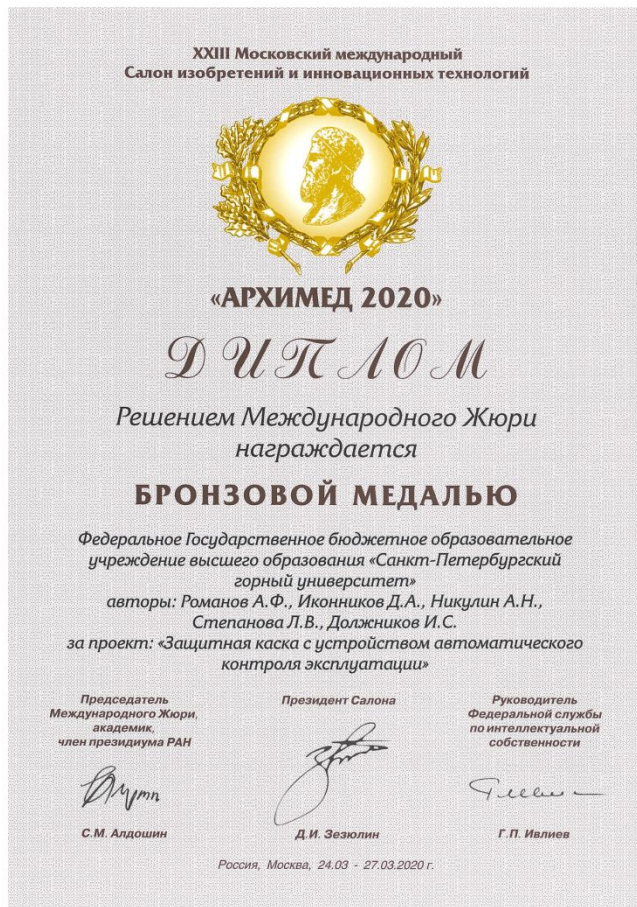 XXIII Московский международный
Салон изобретений и инновационных технологий
«АРХИМЕД 2020»
ДИПЛОМ
Решением Международного Жюри
награждается
БРОНЗОВОЙ МЕДАЛЬЮ
Федеральное Государственное бюджетное образовательное
учреждение высшего образования «Санкт-Петербургский
горный университет»
авторы: Романов А.Ф., Иконников Д.А., Никулин А.Н.,
Степанова Л.В., Должников И.С.
за проект: «Защитная каска с устройством автоматического
контроля эксплуатации»
Председатель
Международного Жюри,
академик,
член президиума РАН
С.М. Алдошин
Президент Салона
Д.И. Зезюлин
Руководитель
Федеральной службы
по интеллектуальной
собственности
Г.П. Ивлиев
Россия, Москва, 24.03 - 27.03.2020 г.